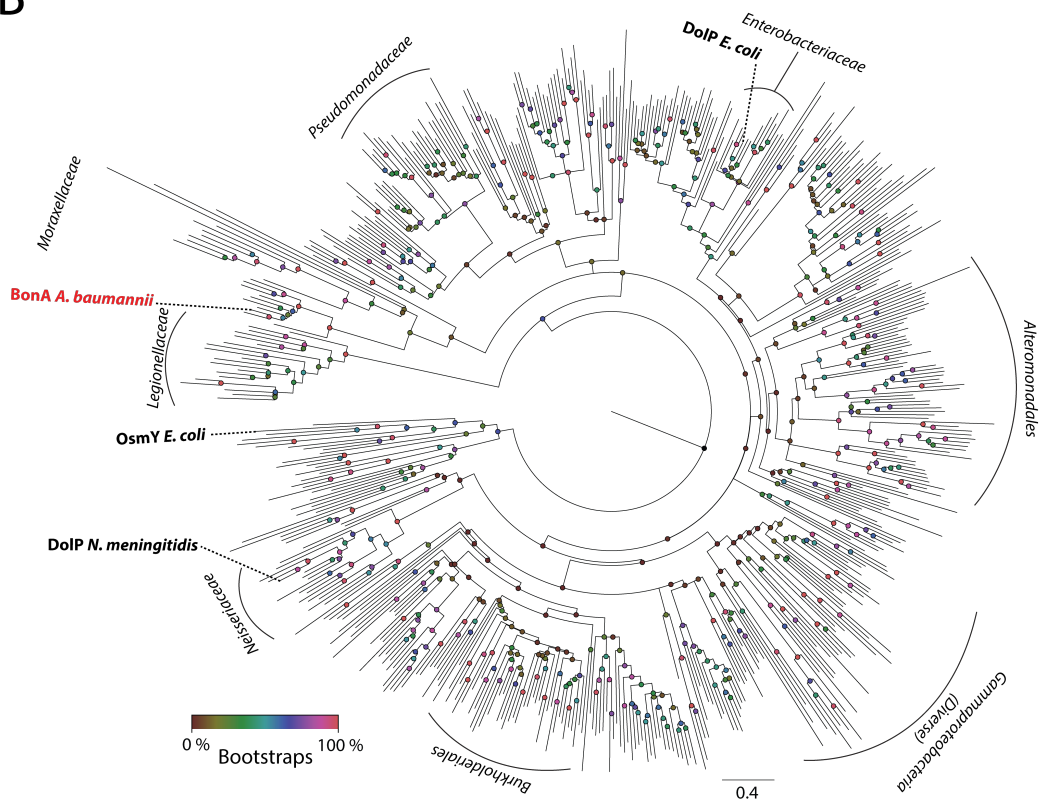 D
Enterobacteriaceae
DolP E. coli
Pseudomonadaceae
Moraxellaceae
BonA A. baumannii
Legionellaceae
Alteromonadales
OsmY E. coli
DolP N. meningitidis
Neisseriaceae
Gammaproteobacteria
(Diverse)
Burkholderiales
0 % 100 %
Bootstraps
0.4